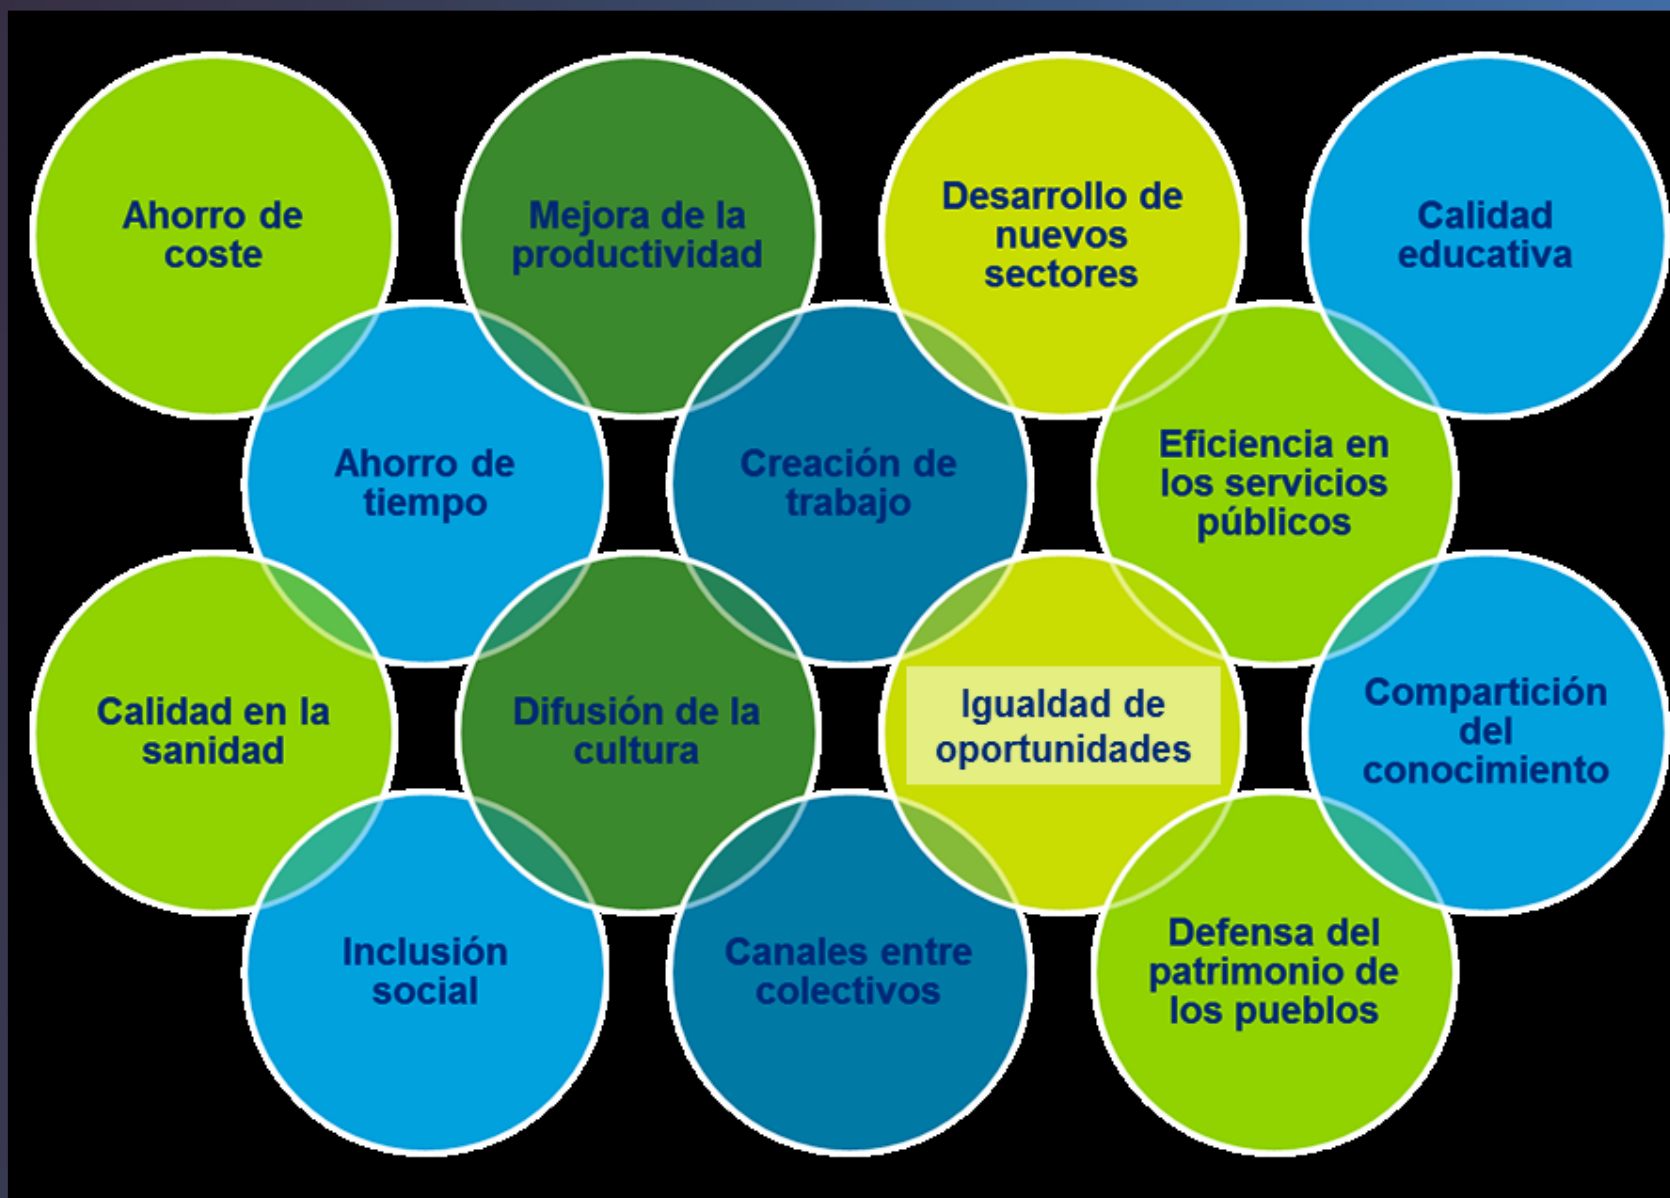 Ahorro de
coste
Mejora de la
productividad
Desarrollo de
nuevos
sectores
Calidad
educativa
Ahorro de
tiempo
Creación de
trabajo
Eficiencia en
los servicios
públicos
Calidad en la
sanidad
Difusión de la
cultura
Igualdad de
oportunidades
Compartición
del
conocimiento
Inclusión
social
Canales entre
colectivos
Defensa del
patrimonio de
los pueblos